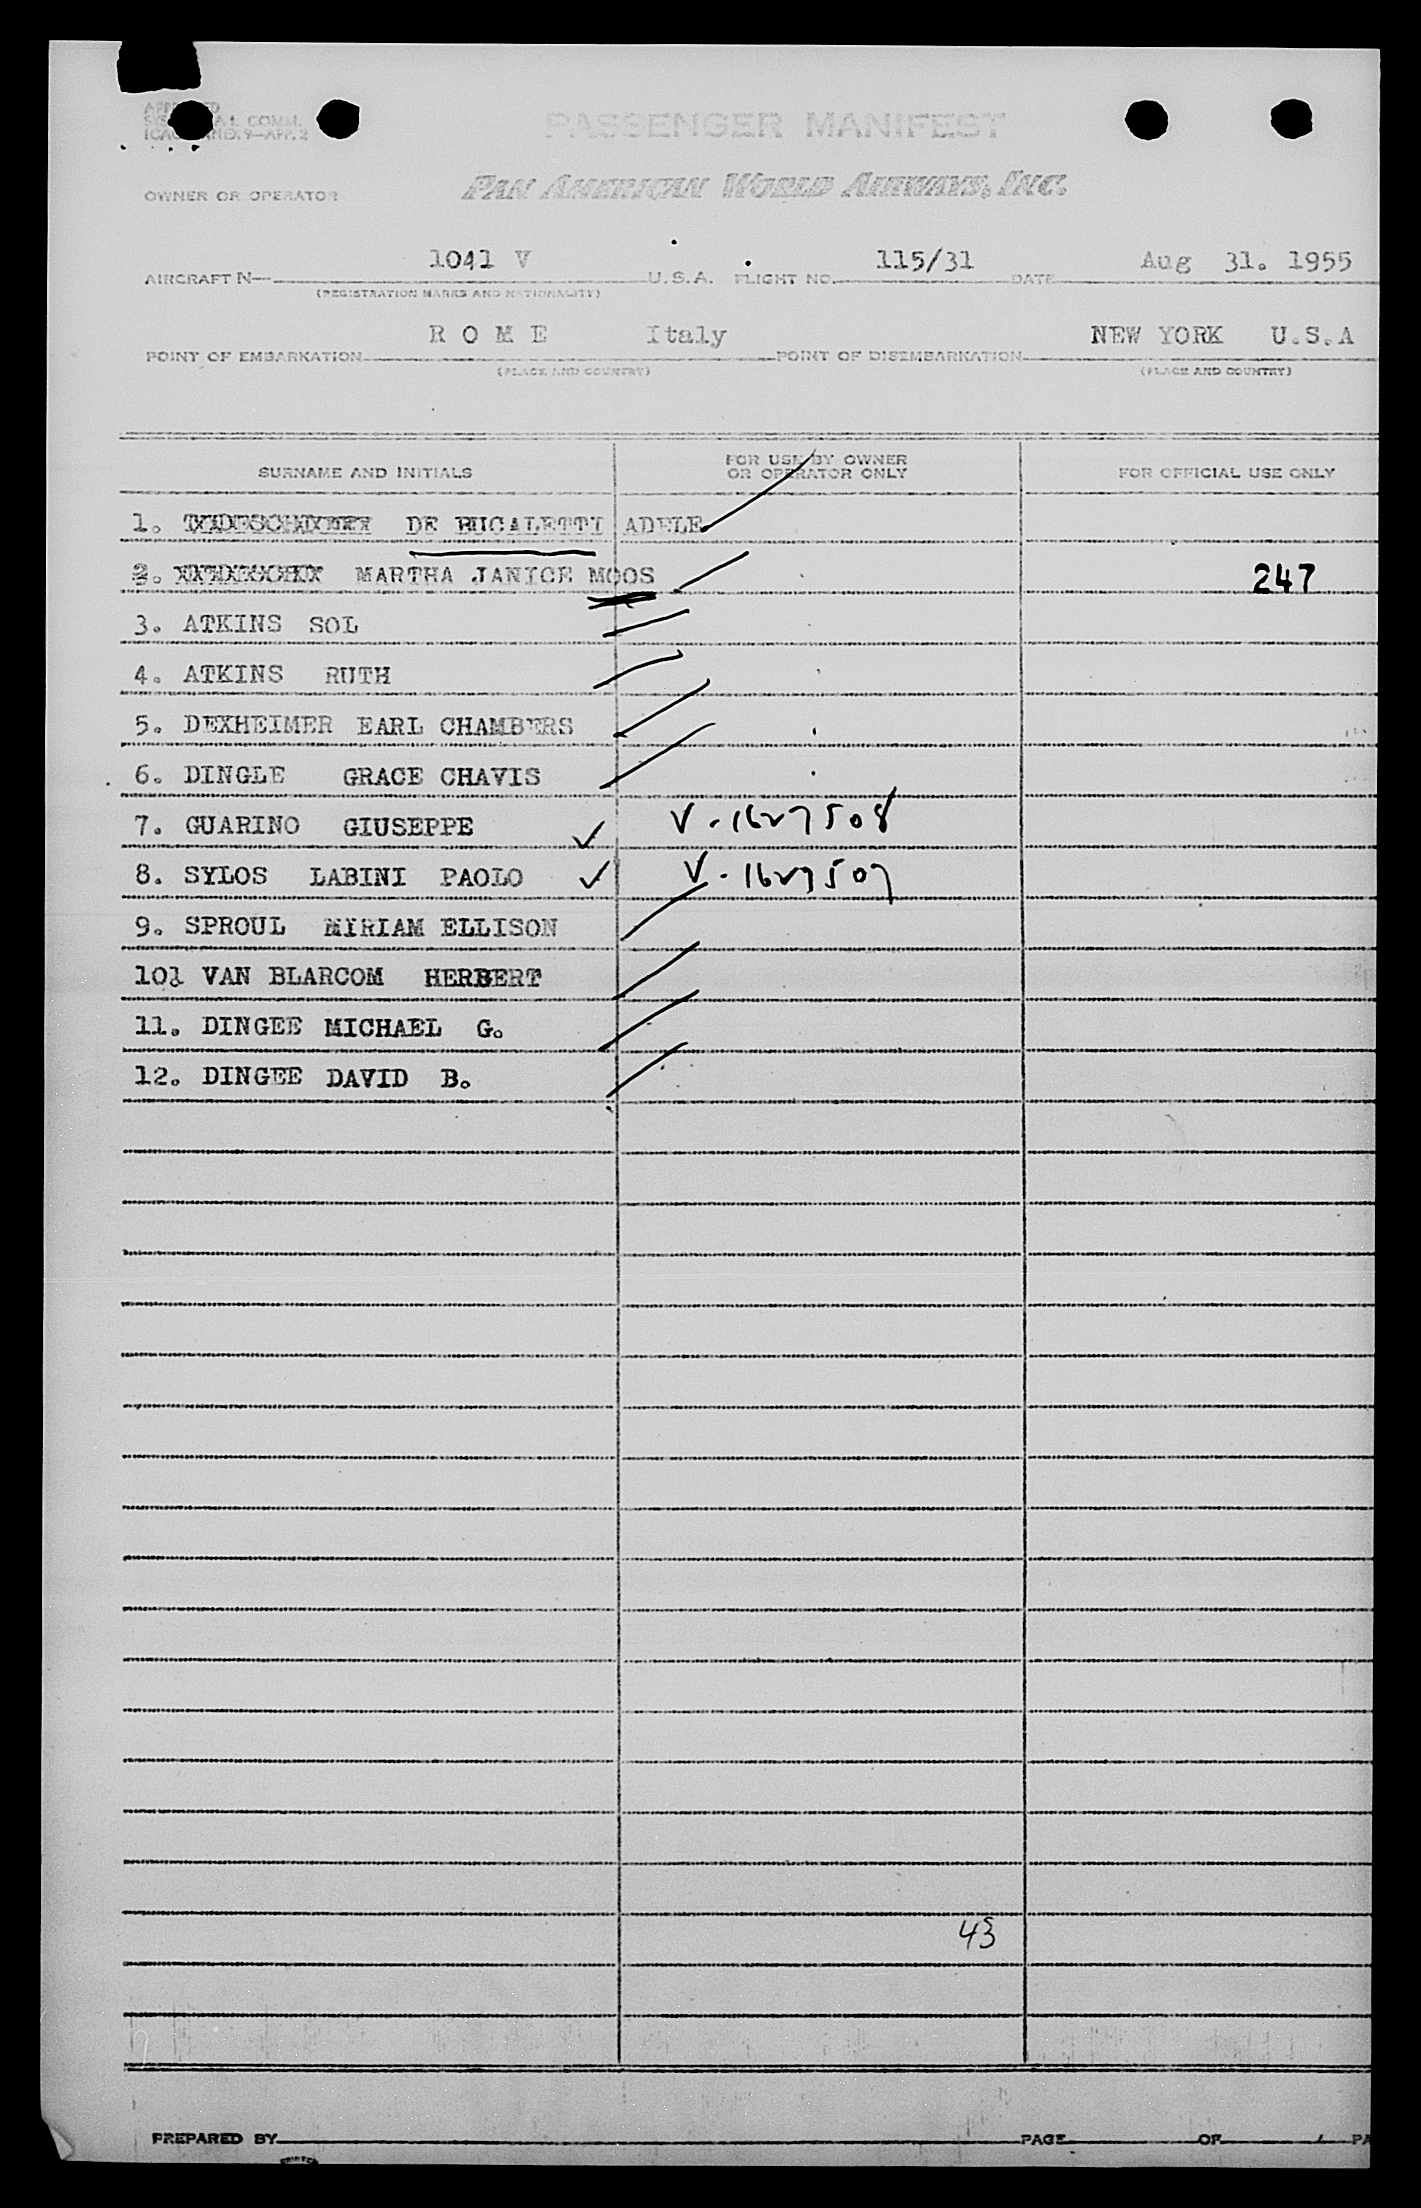 PASSENGER MANIFEST
OWNER OR OPERATOR PAN AMERICAN WORLD AIRWAYS, INC.
AIRCRAFT N— 1041 V U.S.A. FLIGHT NO. 115/31 DATE Aug 31. 1955
(REGISTRATION MARKS AND NATIONALITY)
POINT OF EMBARKATION R O M E Italy POINT OF DISEMBARKATION NEW YORK U.S.A
(PLACE AND COUNTRY) (PLACE AND COUNTRY)
SURNAME AND INITIALS FOR USE BY OWNER OR OPERATOR ONLY FOR OFFICIAL USE ONLY
1. DE BUCALETTI ADELE
2. MARTHA JANICE MOOS 247
3. ATKINS SOL
4. ATKINS RUTH
5. DEXHEIMER EARL CHAMBERS
6. DINGLE GRACE CHAVIS
7. GUARINO GIUSEPPE ✓ V-1627508
8. SYLOS LABINI PAOLO ✓ V-1627507
9. SPROUL MIRIAM ELLISON
10. VAN BLARCOM HERBERT
11. DINGEE MICHAEL G.
12. DINGEE DAVID B.
43
PREPARED BY PAGE OF PA